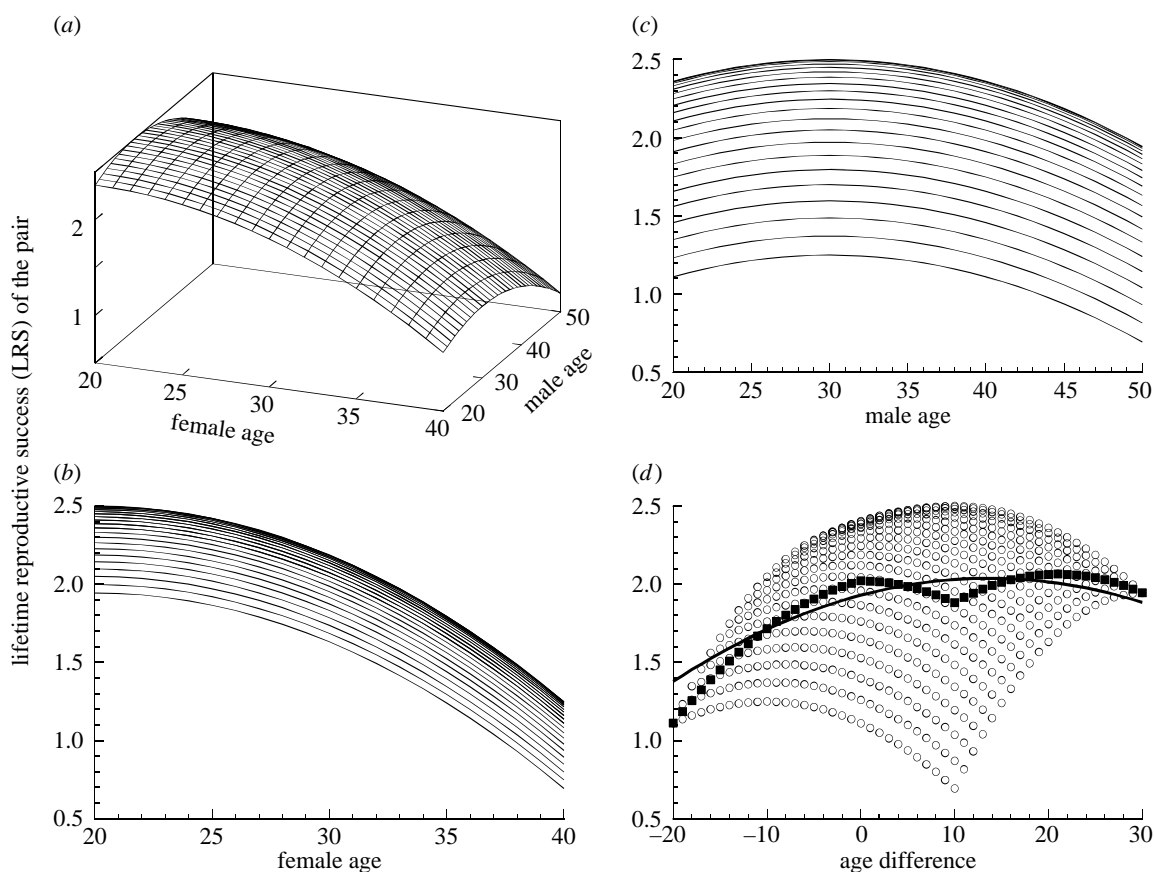 lifetime reproductive success (LRS) of the pair
(a)
2
1
20
25
30
35
40
female age
20
30
40
50
male age
(c)
2.5
2.0
1.5
1.0
0.5
20 25 30 35 40 45 50
male age
(b)
2.5
2.0
1.5
1.0
0.5
20 25 30 35 40
female age
(d)
2.5
2.0
1.5
1.0
0.5
–20 –10 0 10 20 30
age difference